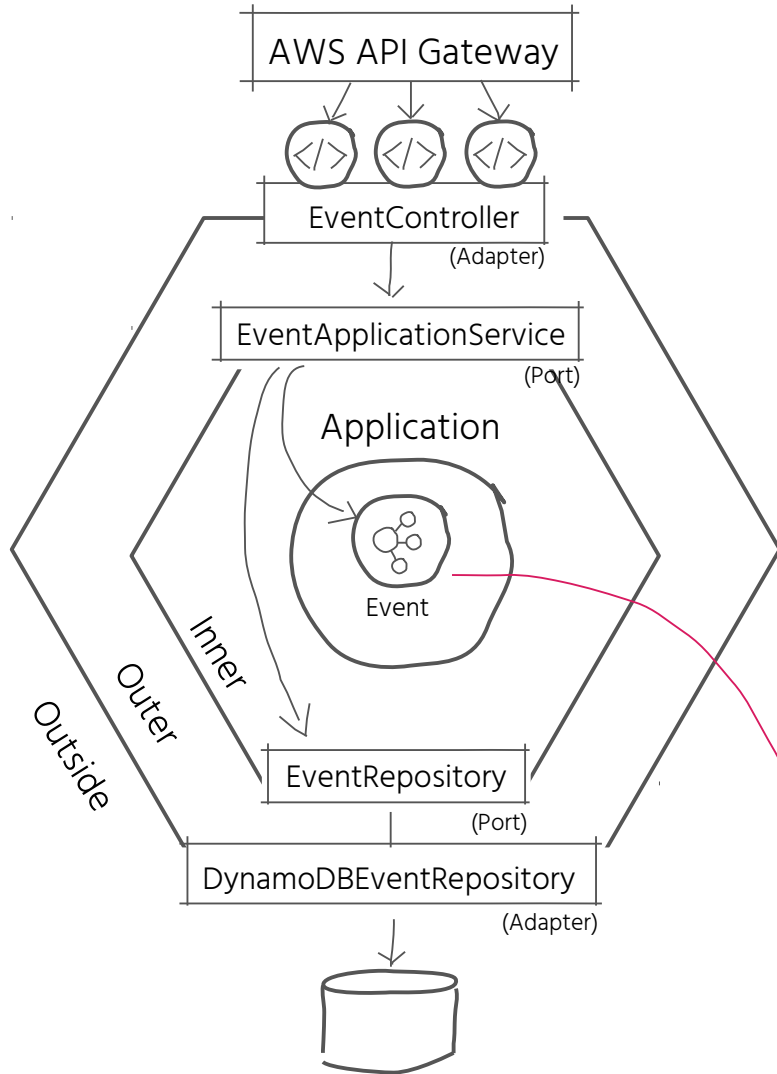 AWS API Gateway
</>
</>
</>
EventController
(Adapter)
EventApplicationService
(Port)
Application
Event
Inner
Outer
Outside
EventRepository
(Port)
DynamoDBEventRepository
(Adapter)